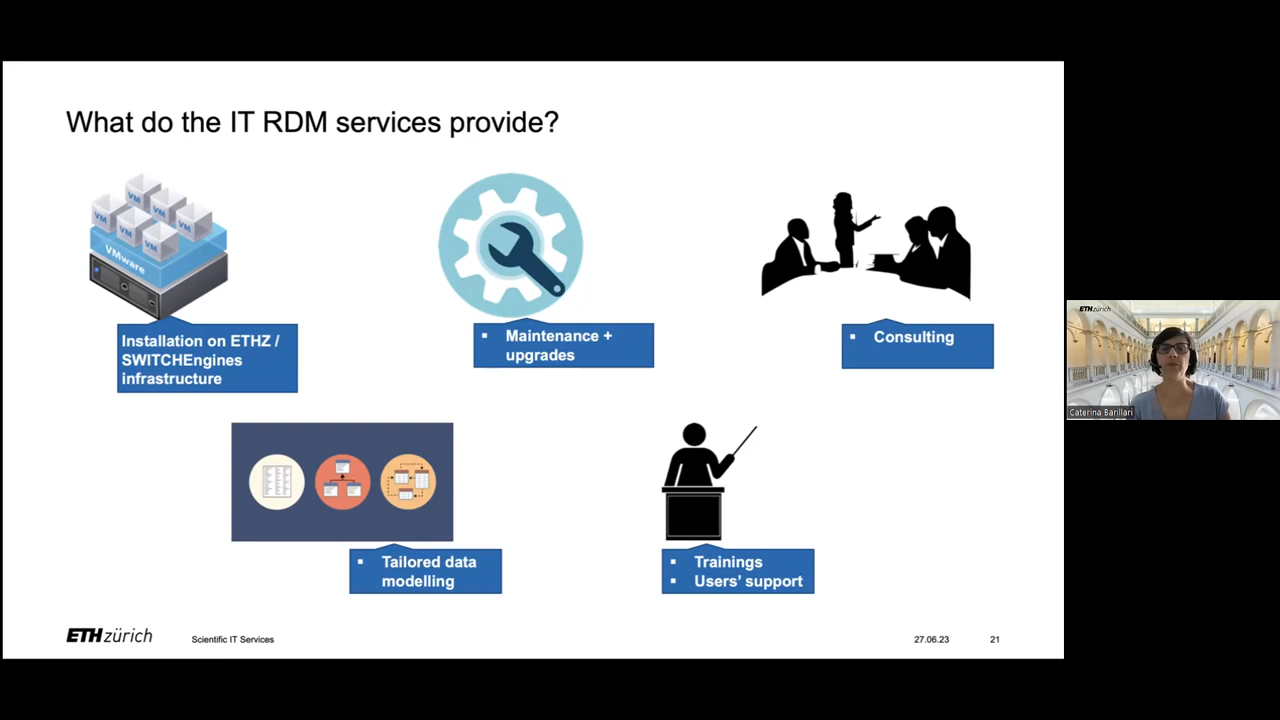 What do the IT RDM services provide?
VM
VM
VM
VM
VM
VM
VMware
Installation on ETHZ /
SWITCHEngines
infrastructure
▪ Maintenance +
upgrades
▪ Consulting
▪ Tailored data
modelling
▪ Trainings
▪ Users’ support
ETH zürich
Scientific IT Services
27.06.23
21
ETH zürich
Caterina Barillari